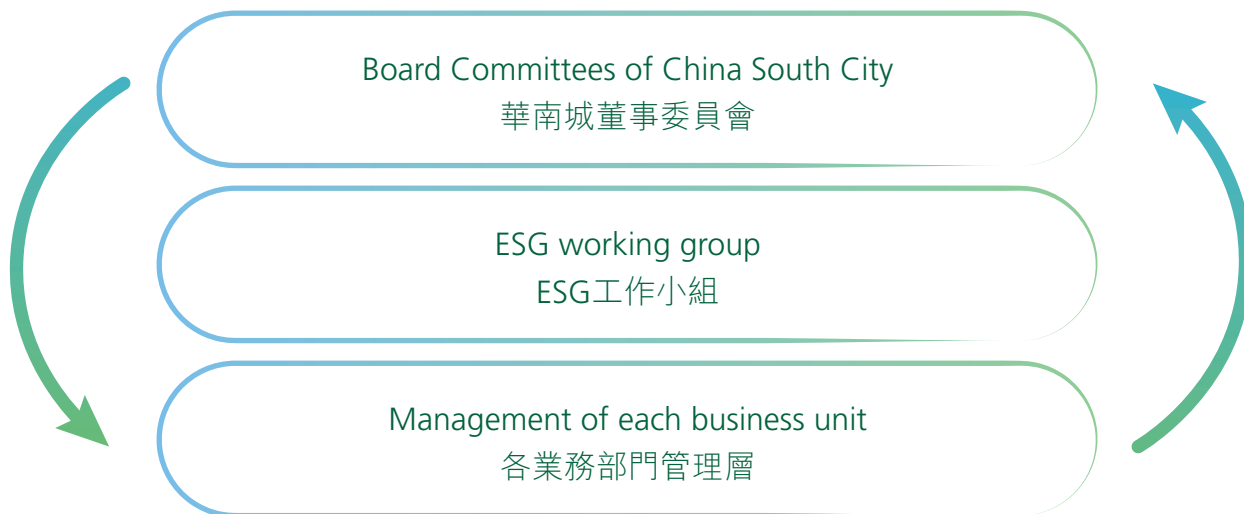 Board Committees of China South City
華南城董事委員會
ESG working group
ESG工作小組
Management of each business unit
各業務部門管理層